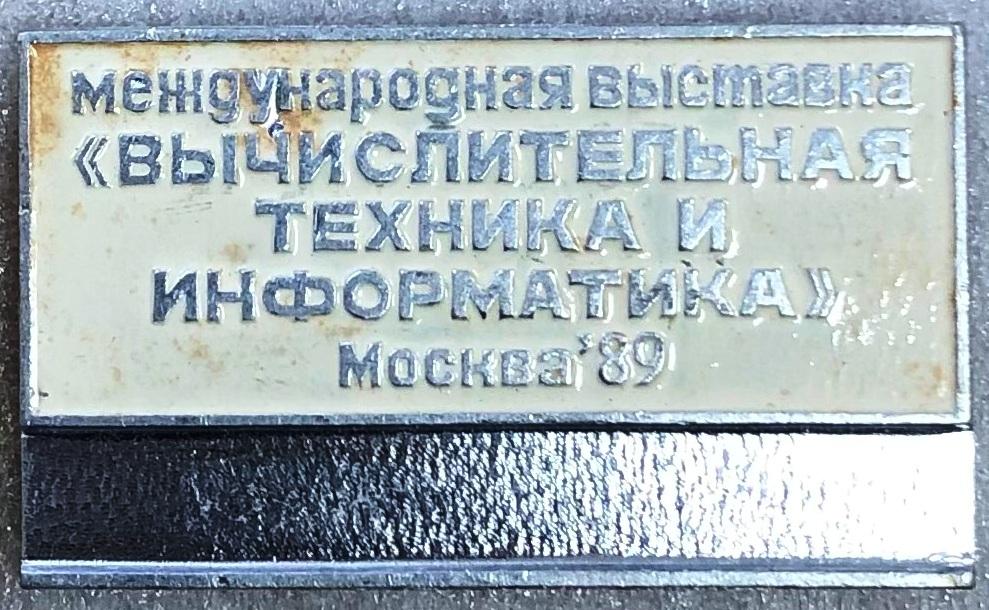 международная выставка
«ВЫЧИСЛИТЕЛЬНАЯ
ТЕХНИКА И
ИНФОРМАТИКА»
Москва '89